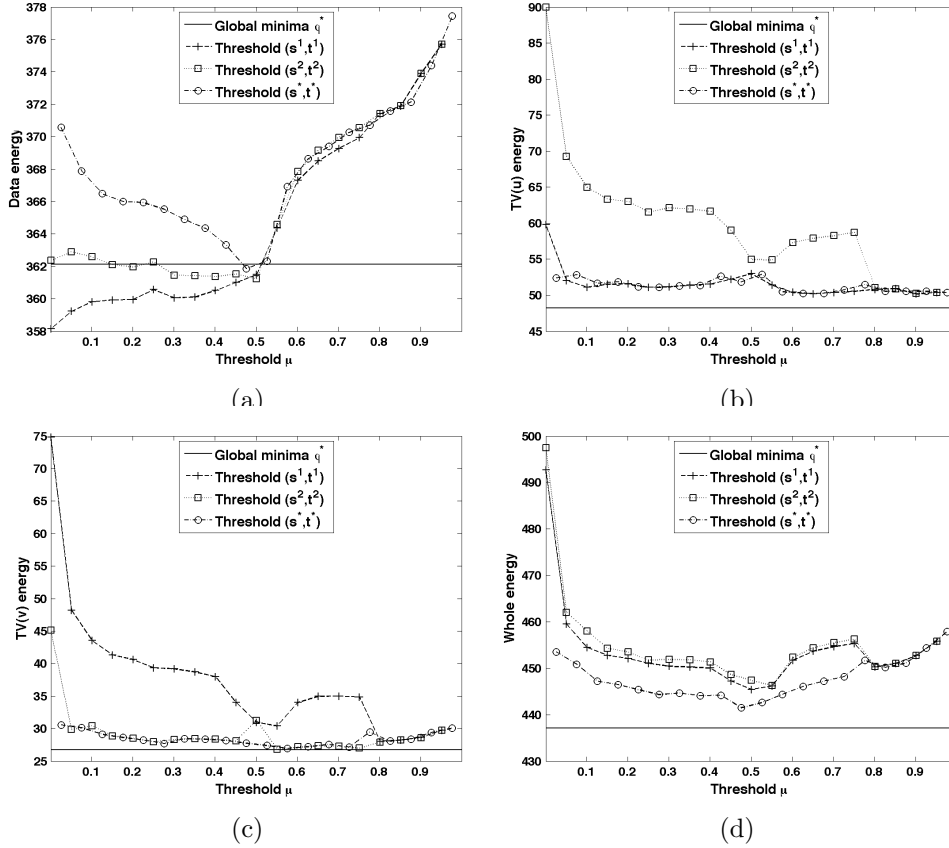 378
376
374
372
370
368
366
364
362
360
358
Data energy
Global minima q*
Threshold (s¹,t¹)
Threshold (s²,t²)
Threshold (s*,t*)
0.1 0.2 0.3 0.4 0.5 0.6 0.7 0.8 0.9
Threshold μ
(a)
90
85
80
75
70
65
60
55
50
45
TV(u) energy
Global minima q*
Threshold (s¹,t¹)
Threshold (s²,t²)
Threshold (s*,t*)
0.1 0.2 0.3 0.4 0.5 0.6 0.7 0.8 0.9
Threshold μ
(b)
75
70
65
60
55
50
45
40
35
30
25
TV(v) energy
Global minima q*
Threshold (s¹,t¹)
Threshold (s²,t²)
Threshold (s*,t*)
0.1 0.2 0.3 0.4 0.5 0.6 0.7 0.8 0.9
Threshold μ
(c)
500
490
480
470
460
450
440
430
Whole energy
Global minima q*
Threshold (s¹,t¹)
Threshold (s²,t²)
Threshold (s*,t*)
0.1 0.2 0.3 0.4 0.5 0.6 0.7 0.8 0.9
Threshold μ
(d)